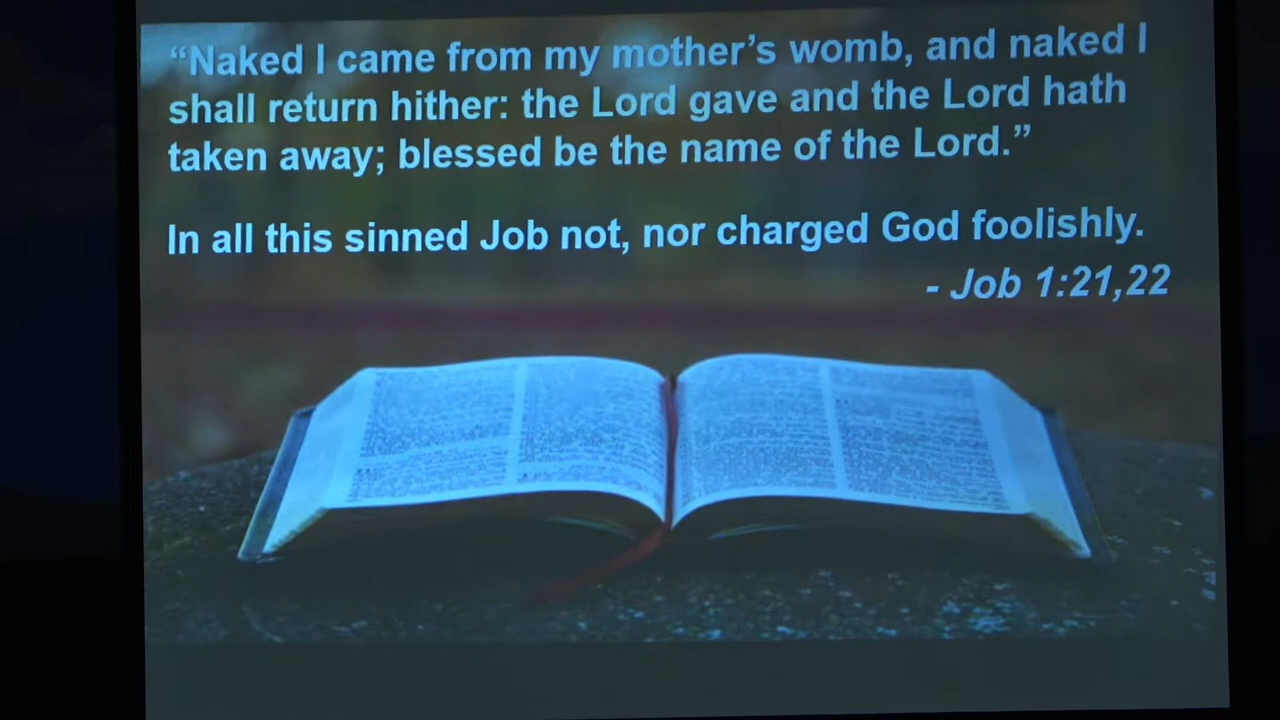 “Naked I came from my mother’s womb, and naked I
shall return hither: the Lord gave and the Lord hath
taken away; blessed be the name of the Lord.”
In all this sinned Job not, nor charged God foolishly.
- Job 1:21,22